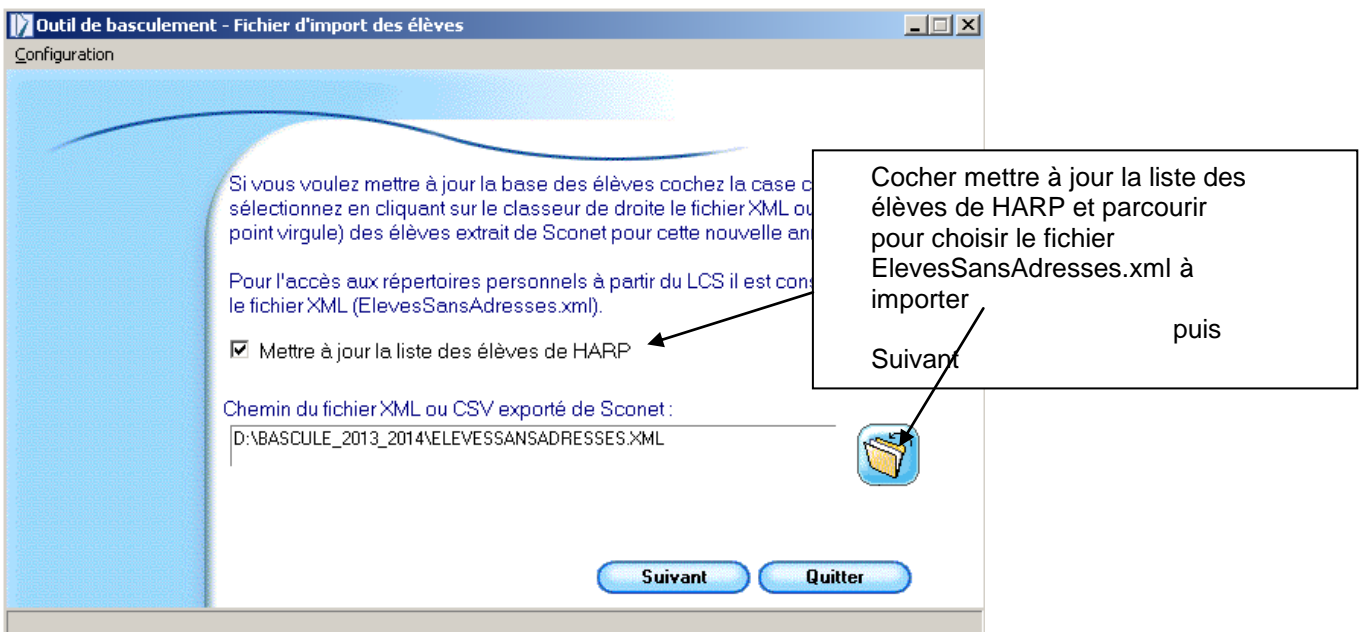 Outil de basculement - Fichier d'import des élèves
Configuration
Si vous voulez mettre à jour la base des élèves cochez la case
sélectionnez en cliquant sur le classeur de droite le fichier XML
point virgule) des élèves extrait de Sconet pour cette nouvelle
Pour l'accès aux répertoires personnels à partir du LCS il est
le fichier XML (ElevesSansAdresses.xml).
Mettre à jour la liste des élèves de HARP
Chemin du fichier XML ou CSV exporté de Sconet :
D:\BASCULE_2013_2014\ELEVESSANSADRESSES.XML
Suivant
Quitter
Cocher mettre à jour la liste des
élèves de HARP et parcourir
pour choisir le fichier
ElevesSansAdresses.xml à
importer
puis
Suivant